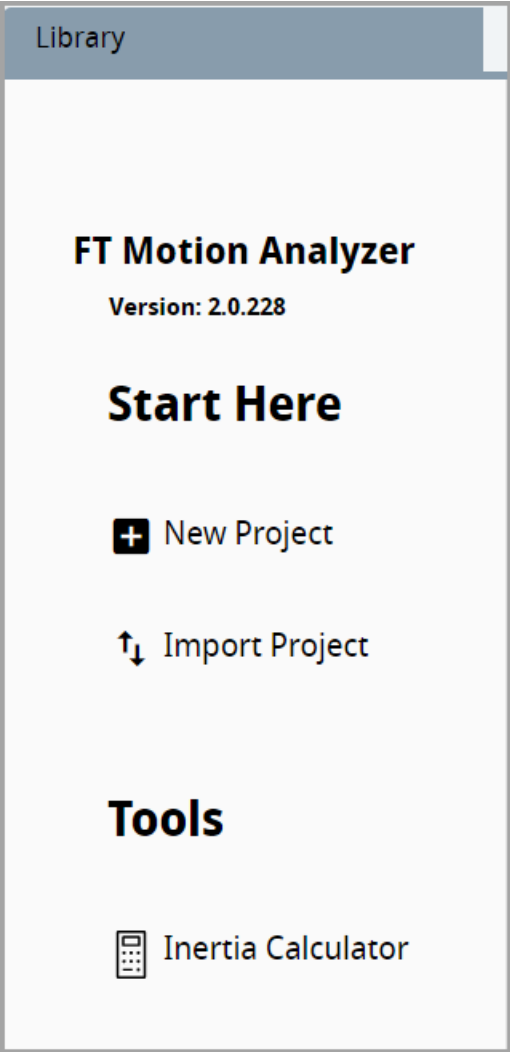 Library
FT Motion Analyzer
Version: 2.0.228
Start Here
New Project
Import Project
Tools
Inertia Calculator